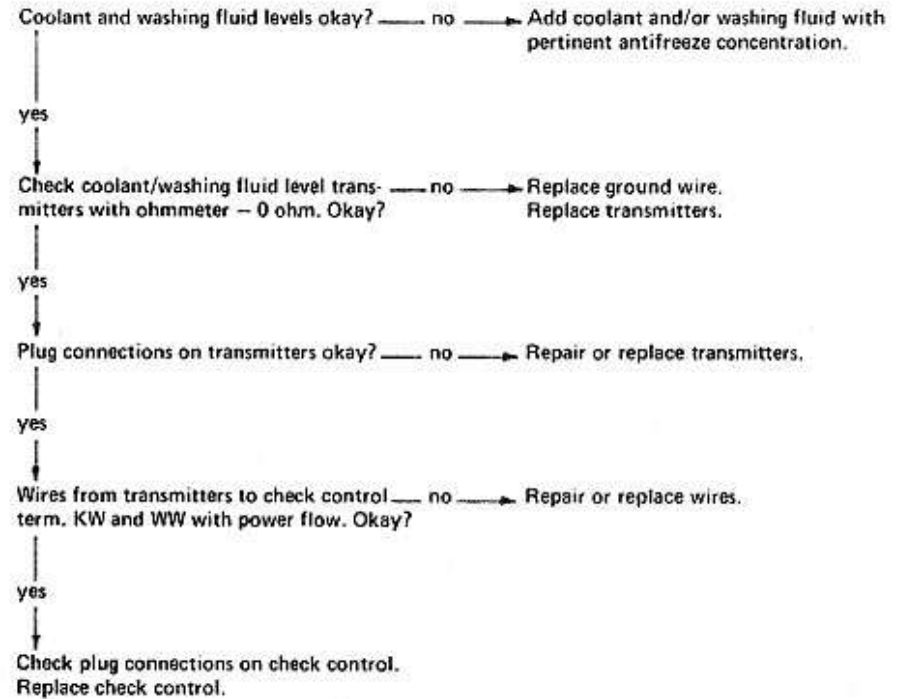 Coolant and washing fluid levels okay? no Add coolant and/or washing fluid with
pertinent antifreeze concentration.
yes
Check coolant/washing fluid level trans- no Replace ground wire.
mitters with ohmmeter – 0 ohm. Okay? Replace transmitters.
yes
Plug connections on transmitters okay? no Repair or replace transmitters.
yes
Wires from transmitters to check control no Repair or replace wires.
term. KW and WW with power flow. Okay?
yes
Check plug connections on check control.
Replace check control.